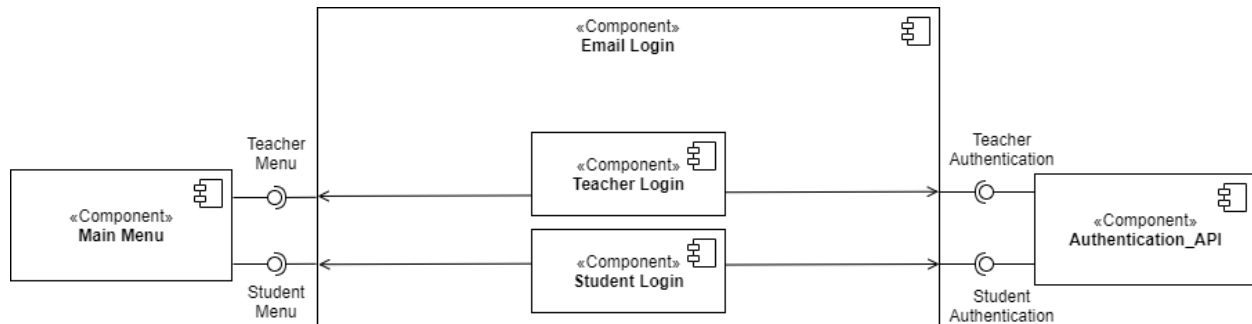 «Component»
Email Login
Teacher
Menu
«Component»
Teacher Login
Teacher
Authentication
«Component»
Main Menu
«Component»
Authentication_API
«Component»
Student Login
Student
Menu
Student
Authentication